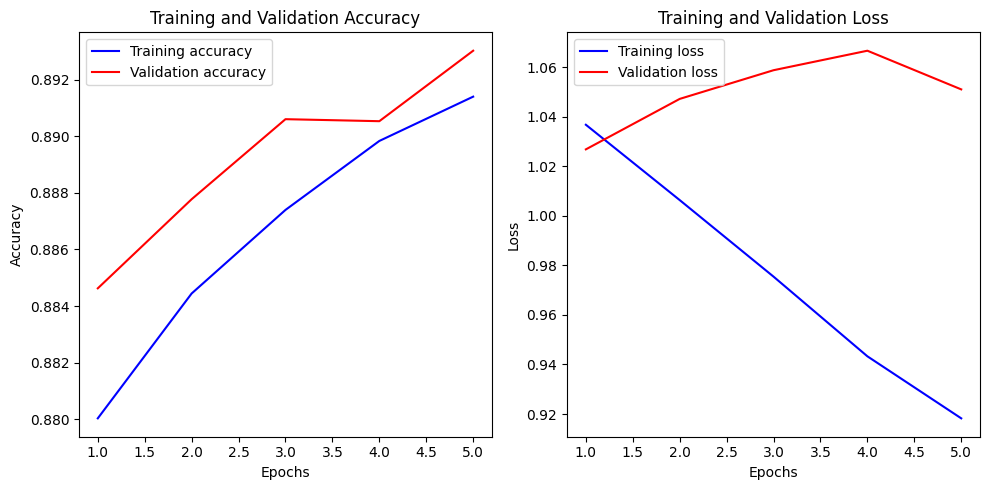 Training and Validation Accuracy
Training accuracy
Validation accuracy
0.892
0.890
0.888
0.886
0.884
0.882
0.880
Accuracy
1.0 1.5 2.0 2.5 3.0 3.5 4.0 4.5 5.0
Epochs
Training and Validation Loss
Training loss
Validation loss
1.06
1.04
1.02
1.00
0.98
0.96
0.94
0.92
Loss
1.0 1.5 2.0 2.5 3.0 3.5 4.0 4.5 5.0
Epochs